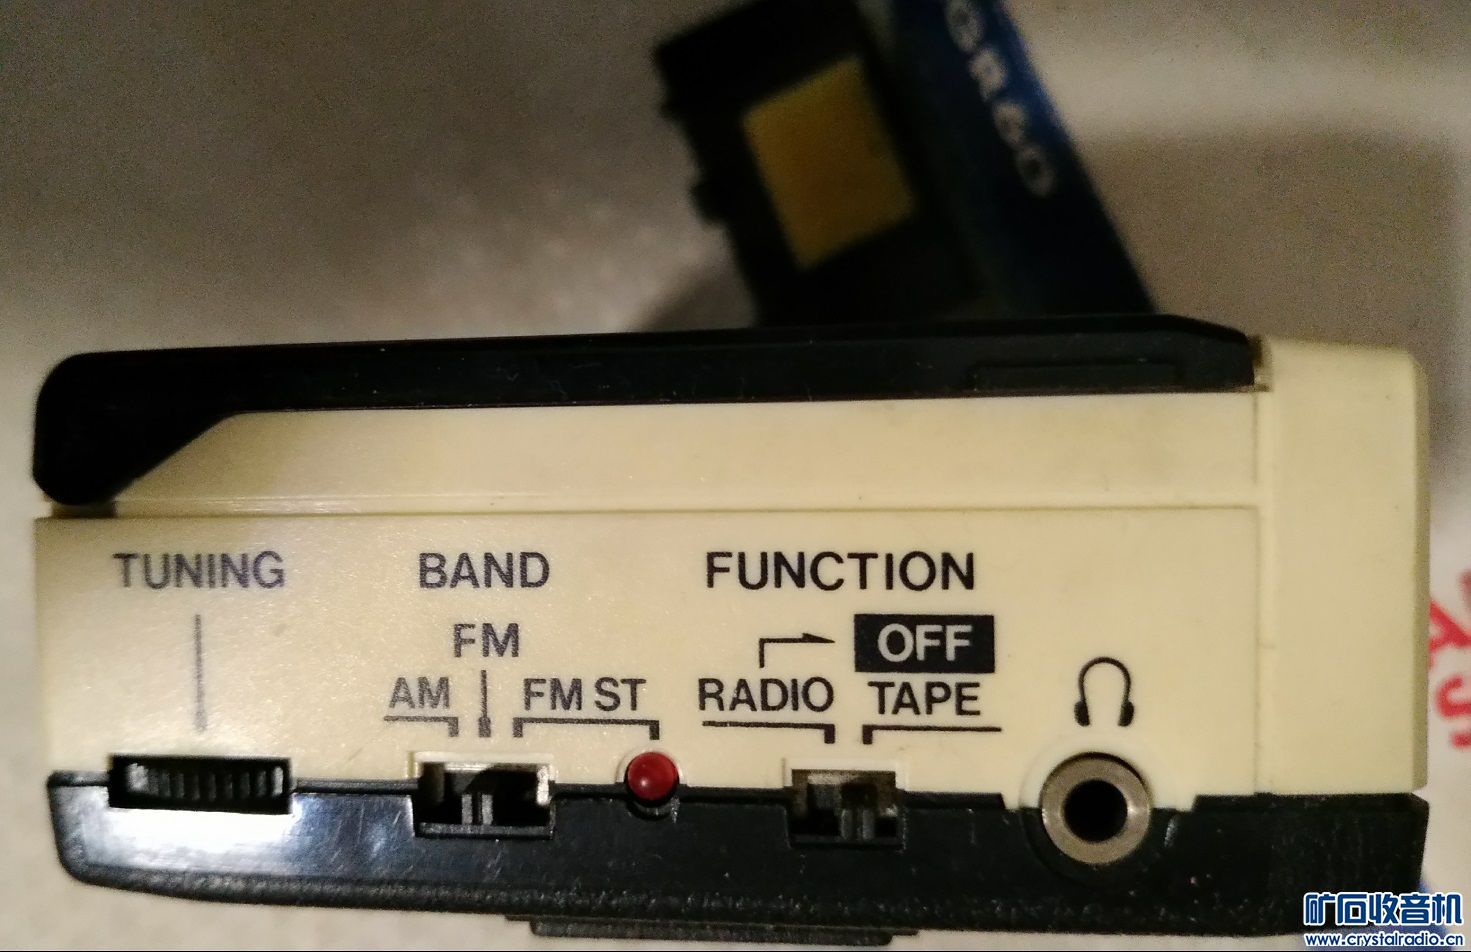 TUNING
BAND
FUNCTION
FM
OFF
AM
FM ST
RADIO
TAPE
矿石收音机
www.crystalradio.cn